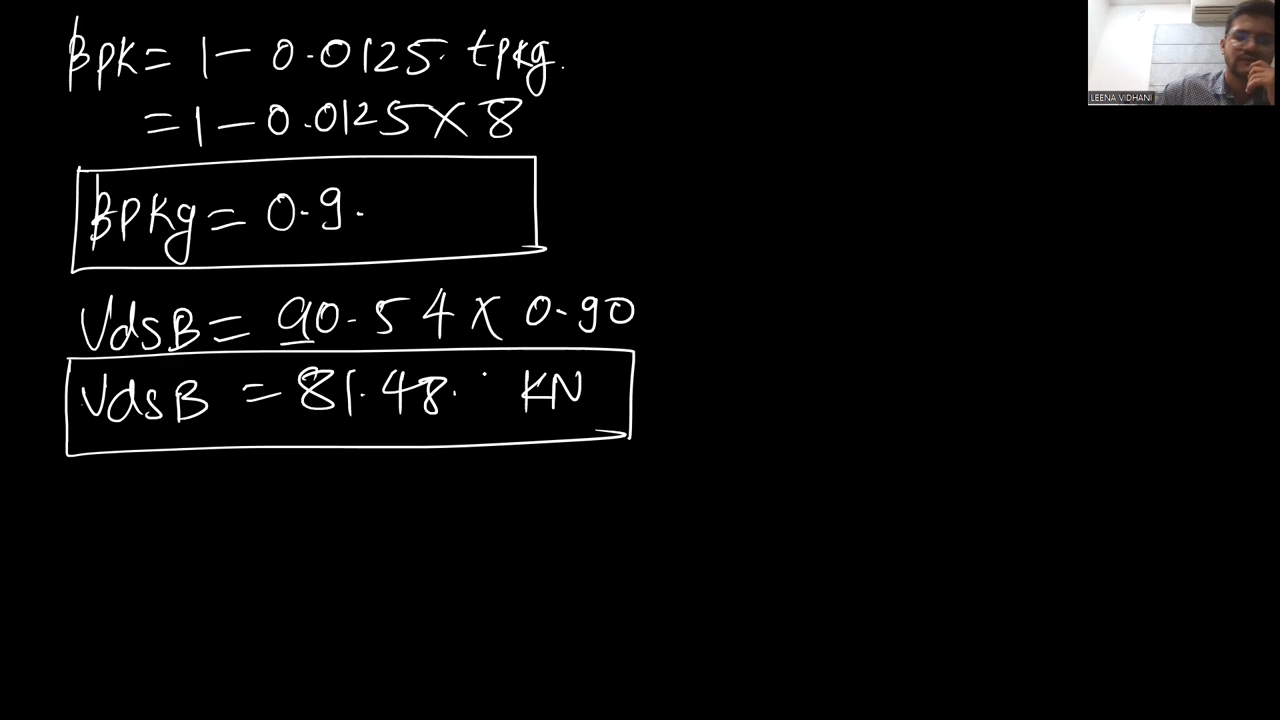 βpk = 1 - 0.0125 tpkg.
= 1 - 0.0125 × 8
βpkg = 0.9.
VdsB = 90.54 × 0.90
VdsB = 81.48. KN
LEENA VIDHANI